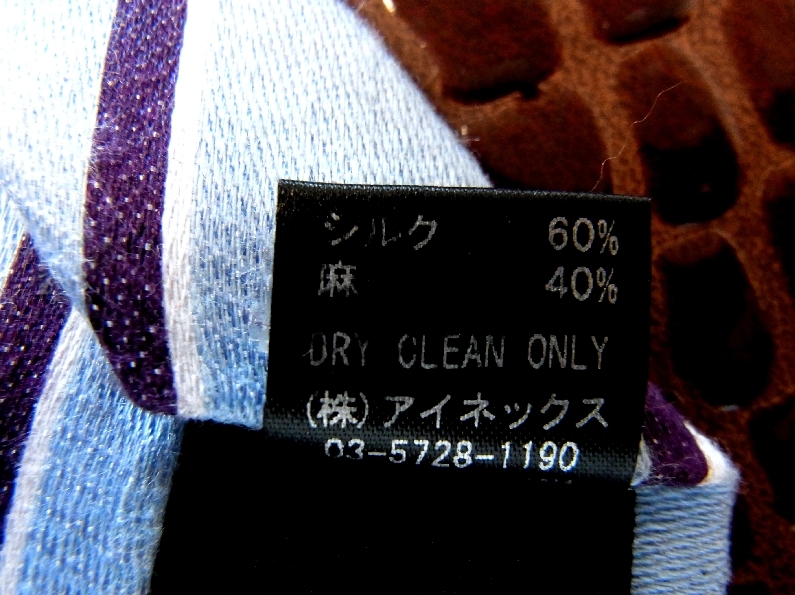 シルク 60%
麻 40%
DRY CLEAN ONLY
(株)アイネックス
03-5728-1190